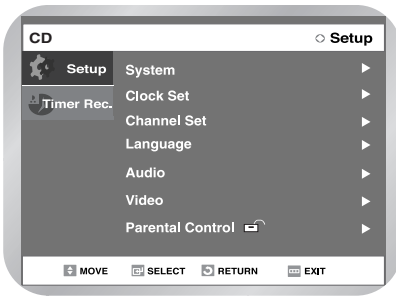 CD Setup
Setup
Timer Rec.
System
Clock Set
Channel Set
Language
Audio
Video
Parental Control
MOVE SELECT RETURN EXIT